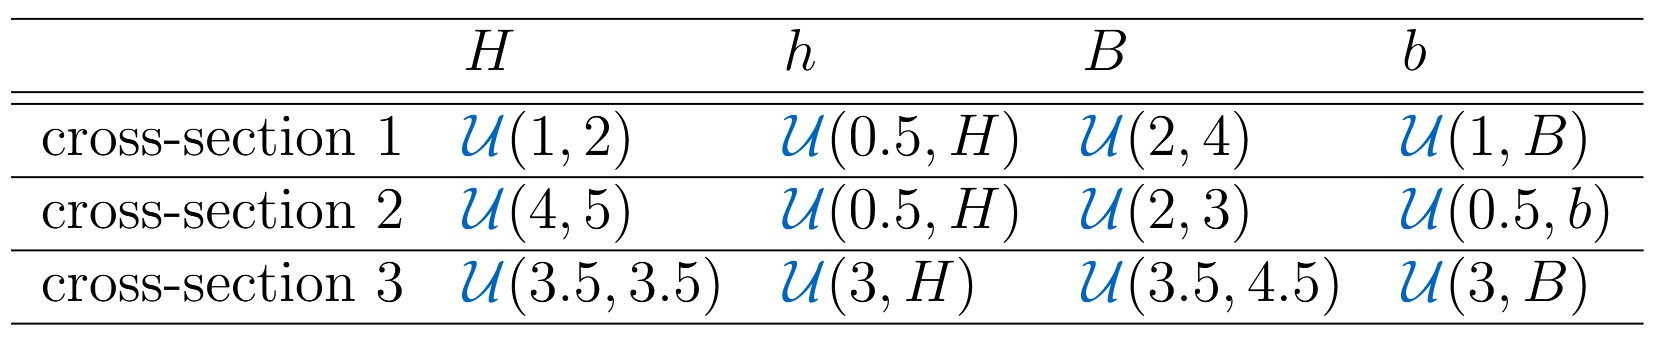 H h B b
cross-section 1 𝒰(1, 2) 𝒰(0.5, H) 𝒰(2, 4) 𝒰(1, B)
cross-section 2 𝒰(4, 5) 𝒰(0.5, H) 𝒰(2, 3) 𝒰(0.5, b)
cross-section 3 𝒰(3.5, 3.5) 𝒰(3, H) 𝒰(3.5, 4.5) 𝒰(3, B)